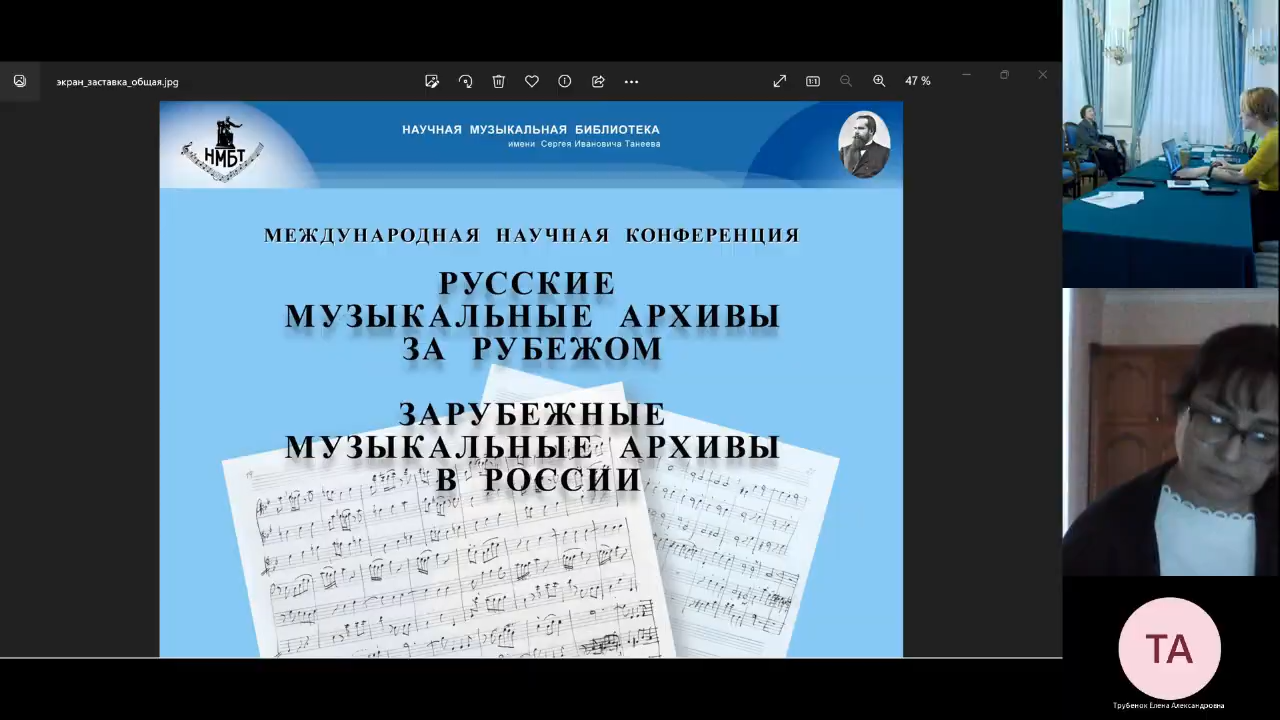 экран_заставка_общая.jpg
47 %
НМБТ
НАУЧНАЯ МУЗЫКАЛЬНАЯ БИБЛИОТЕКА
имени Сергея Ивановича Танеева
МЕЖДУНАРОДНАЯ НАУЧНАЯ КОНФЕРЕНЦИЯ
РУССКИЕ
МУЗЫКАЛЬНЫЕ АРХИВЫ
ЗА РУБЕЖОМ
ЗАРУБЕЖНЫЕ
МУЗЫКАЛЬНЫЕ АРХИВЫ
В РОССИИ
ТА
Трубенок Елена Александровна